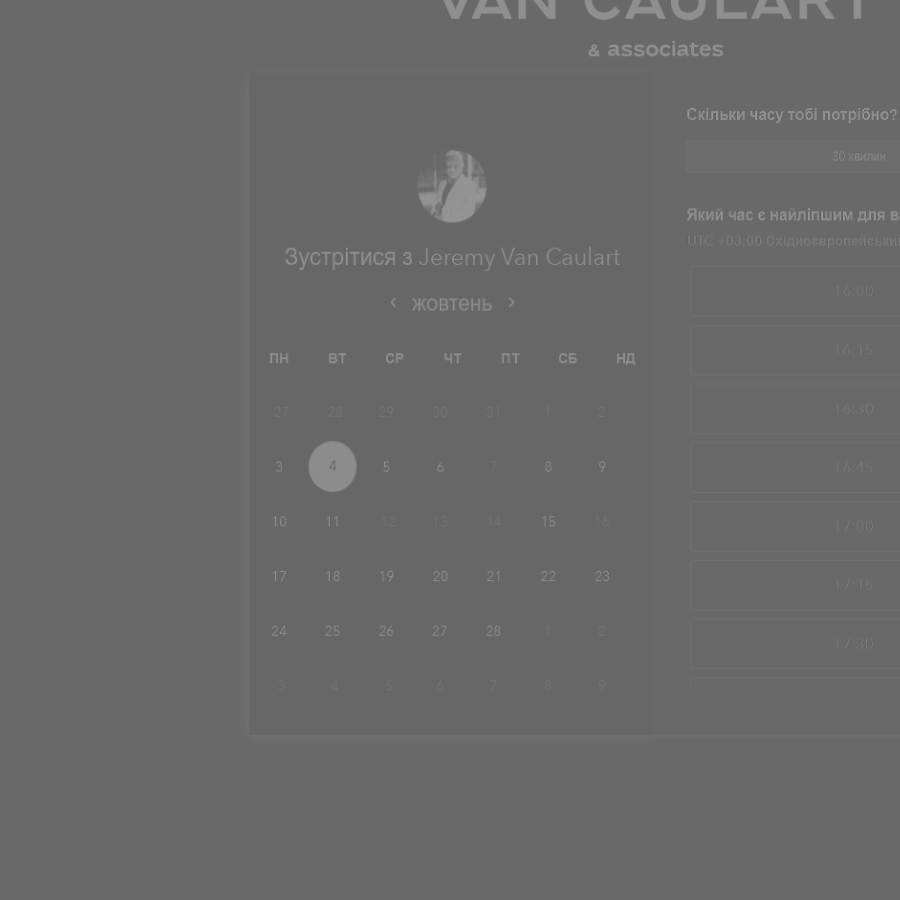 VAN CAULART
& associates
Зустрітися з Jeremy Van Caulart
‹ жовтень ›
ПН ВТ СР ЧТ ПТ СБ НД
27 28 29 30 31 1 2
3 4 5 6 7 8 9
10 11 12 13 14 15 16
17 18 19 20 21 22 23
24 25 26 27 28 1 2
3 4 5 6 7 8 9
Скільки часу тобі потрібно?
30 хвилин
Який час є найліпшим для
UTC +03:00
16:00
16:15
16:30
16:45
17:00
17:15
17:30